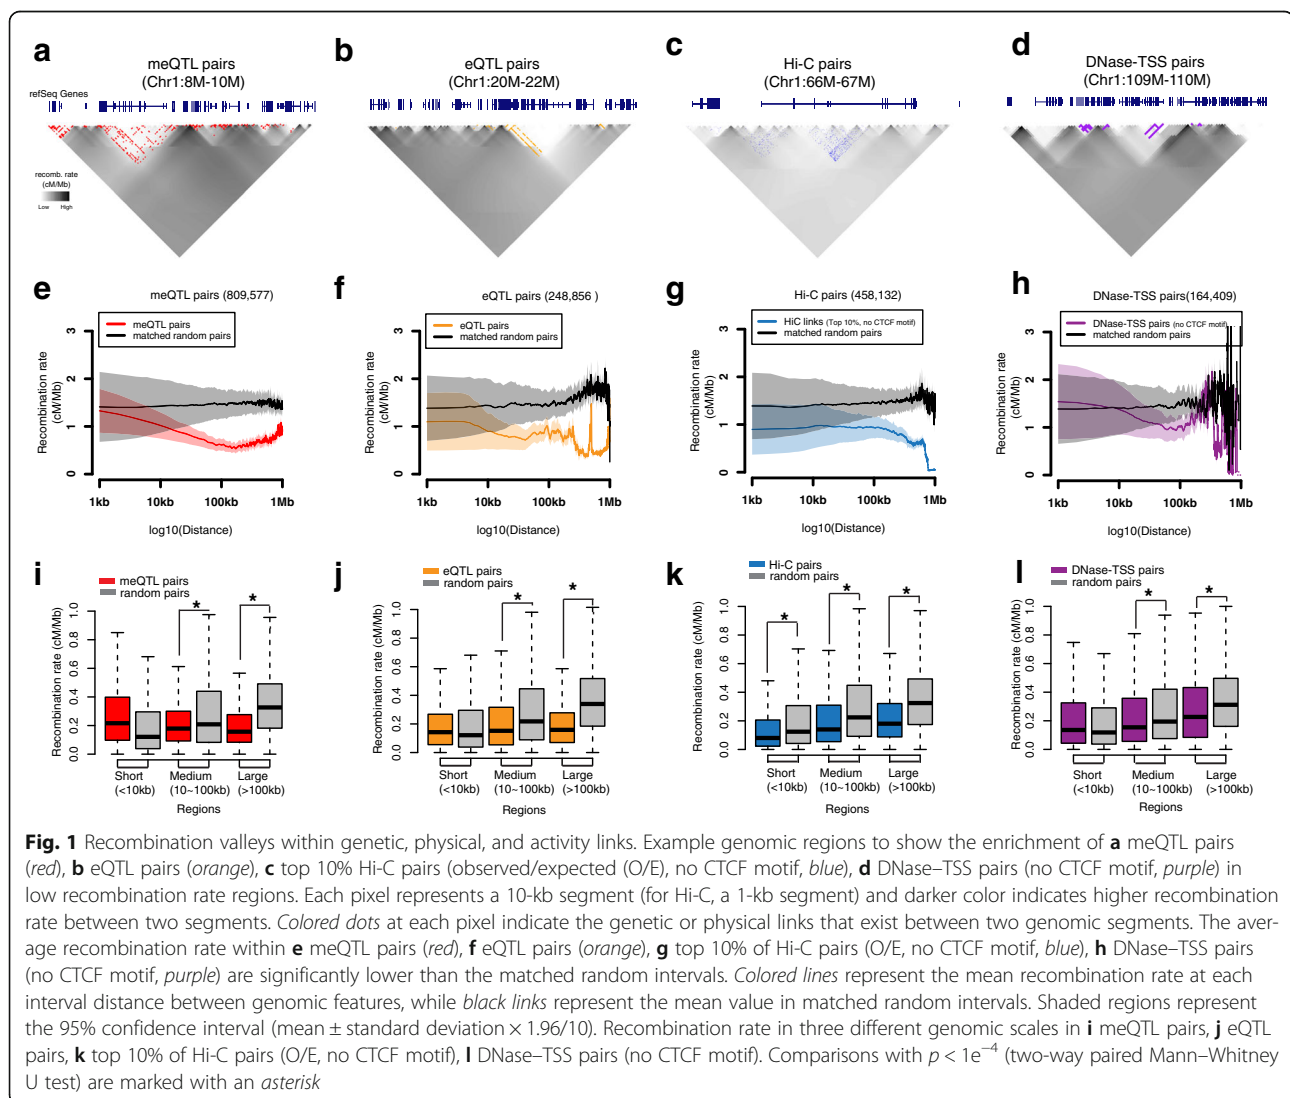 a
meQTL pairs
(Chr1:8M-10M)
refSeq Genes
recomb. rate
(cM/Mb)
Low High
b
eQTL pairs
(Chr1:20M-22M)
c
Hi-C pairs
(Chr1:66M-67M)
d
DNase-TSS pairs
(Chr1:109M-110M)
e
meQTL pairs (809,577)
meQTL pairs
matched random pairs
Recombination rate
(cM/Mb)
0 1 2 3
1kb 10kb 100kb 1Mb
log10(Distance)
f
eQTL pairs (248,856 )
eQTL pairs
matched random pairs
Recombination rate
(cM/Mb)
0 1 2 3
1kb 10kb 100kb 1Mb
log10(Distance)
g
Hi-C pairs (458,132)
HiC links (Top 10%, no CTCF motif)
matched random pairs
Recombination rate
(cM/Mb)
0 1 2 3
1kb 10kb 100kb 1Mb
log10(Distance)
h
DNase-TSS pairs(164,409)
DNase-TSS pairs (no CTCF motif)
matched random pairs
Recombination rate
(cM/Mb)
0 1 2 3
1kb 10kb 100kb 1Mb
log10(Distance)
i
meQTL pairs
random pairs
Recombination rate (cM/Mb)
0.0 0.2 0.4 0.6 0.8 1.0
* *
Short Medium Large
(<10kb) (10~100kb) (>100kb)
Regions
j
eQTL pairs
random pairs
Recombination rate (cM/Mb)
0.0 0.2 0.4 0.6 0.8 1.0
* *
Short Medium Large
(<10kb) (10~100kb) (>100kb)
Regions
k
Hi-C pairs
random pairs
Recombination rate (cM/Mb)
0.0 0.2 0.4 0.6 0.8 1.0
* * *
Short Medium Large
(<10kb) (10~100kb) (>100kb)
Regions
l
DNase-TSS pairs
random pairs
Recombination rate (cM/Mb)
0.0 0.2 0.4 0.6 0.8 1.0
* *
Short Medium Large
(<10kb) (10~100kb) (>100kb)
Regions
Fig. 1 Recombination valleys within genetic, physical, and activity links. Example genomic regions to show the enrichment of a meQTL pairs
(red), b eQTL pairs (orange), c top 10% Hi-C pairs (observed/expected (O/E), no CTCF motif, blue), d DNase–TSS pairs (no CTCF motif, purple) in
low recombination rate regions. Each pixel represents a 10-kb segment (for Hi-C, a 1-kb segment) and darker color indicates higher recombination
rate between two segments. Colored dots at each pixel indicate the genetic or physical links that exist between two genomic segments. The aver-
age recombination rate within e meQTL pairs (red), f eQTL pairs (orange), g top 10% of Hi-C pairs (O/E, no CTCF motif, blue), h DNase–TSS pairs
(no CTCF motif, purple) are significantly lower than the matched random intervals. Colored lines represent the mean recombination rate at each
interval distance between genomic features, while black links represent the mean value in matched random intervals. Shaded regions represent
the 95% confidence interval (mean ± standard deviation × 1.96/10). Recombination rate in three different genomic scales in i meQTL pairs, j eQTL
pairs, k top 10% of Hi-C pairs (O/E, no CTCF motif), l DNase–TSS pairs (no CTCF motif). Comparisons with p < 1e⁻⁴ (two-way paired Mann–Whitney
U test) are marked with an asterisk